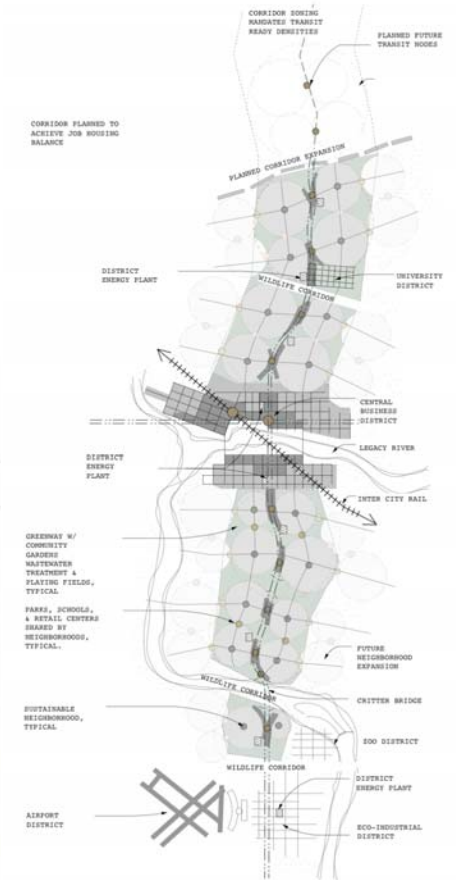 CORRIDOR ZONING
MANDATES TRANSIT
READY DENSITIES
PLANNED FUTURE
TRANSIT NODES
CORRIDOR PLANNED TO
ACHIEVE JOB HOUSING
BALANCE
PLANNED CORRIDOR EXPANSION
DISTRICT
ENERGY PLANT
WILDLIFE CORRIDOR
UNIVERSITY
DISTRICT
CENTRAL
BUSINESS
DISTRICT
LEGACY RIVER
DISTRICT
ENERGY
PLANT
INTER CITY RAIL
GREENWAY W/
COMMUNITY
GARDENS
WASTEWATER
TREATMENT &
PLAYING FIELDS,
TYPICAL
PARKS, SCHOOLS,
& RETAIL CENTERS
SHARED BY
NEIGHBORHOODS,
TYPICAL.
FUTURE
NEIGHBORHOOD
EXPANSION
WILDLIFE CORRIDOR
CRITTER BRIDGE
SUSTAINABLE
NEIGHBORHOOD,
TYPICAL
ZOO DISTRICT
WILDLIFE CORRIDOR
DISTRICT
ENERGY PLANT
AIRPORT
DISTRICT
ECO-INDUSTRIAL
DISTRICT